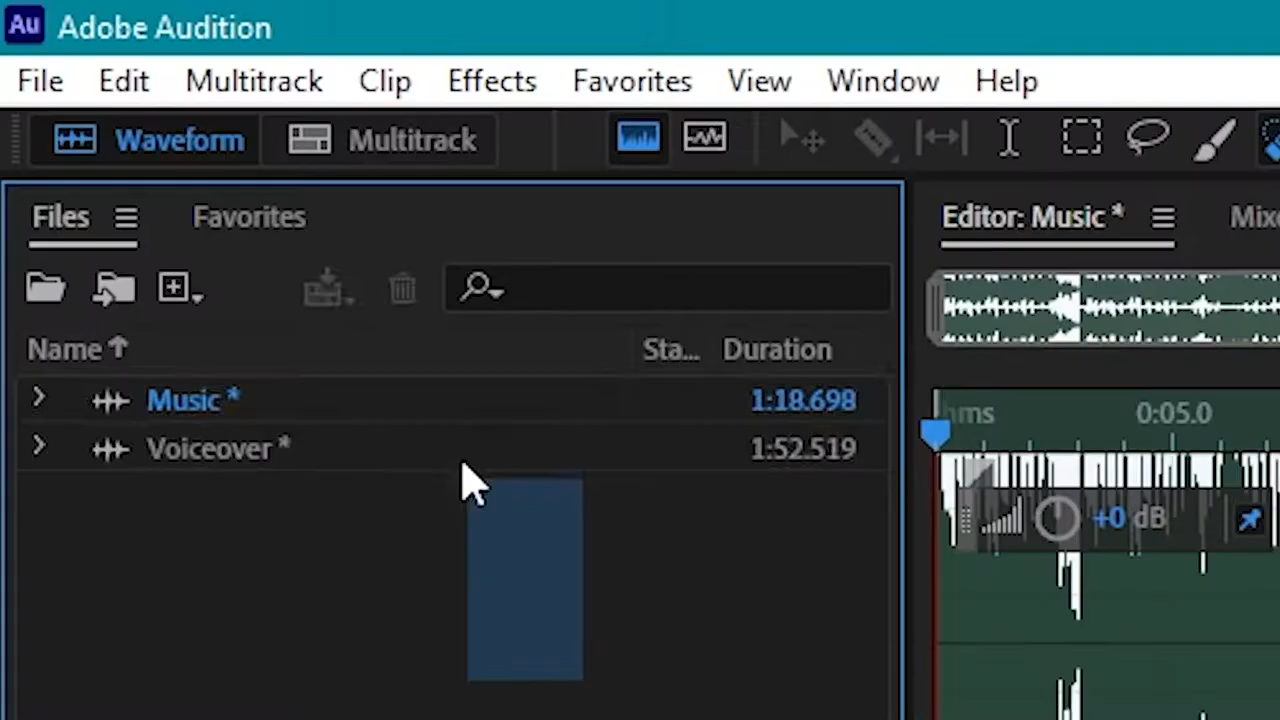 Au Adobe Audition
File Edit Multitrack Clip Effects Favorites View Window Help
Waveform Multitrack
Files Favorites Editor: Music *
Name Sta... Duration
Music * 1:18.698
hms 0:05.0
Voiceover * 1:52.519
+0 dB